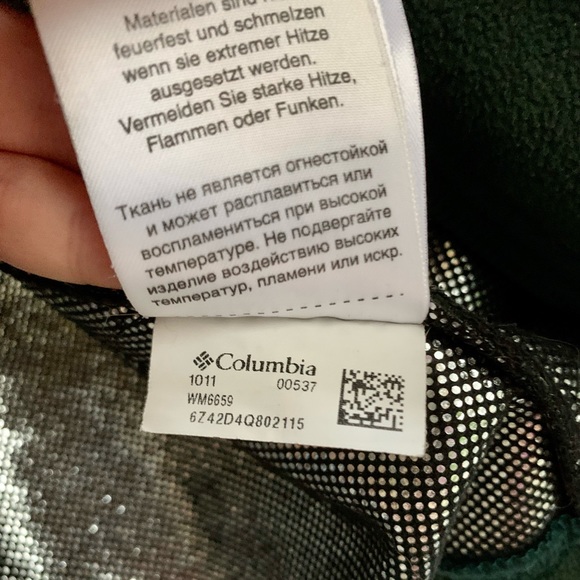 Materialen sind
feuerfest und schmelzen
wenn sie extremer Hitze
ausgesetzt werden.
Vermeiden Sie starke Hitze,
Flammen oder Funken.
Ткань не является огнестойкой
и может расплавиться или
воспламениться при высокой
температуре. Не подвергайте
изделие воздействию высоких
температур, пламени или искр.
Columbia
1011 00537
WM6659
6Z42D4Q802115